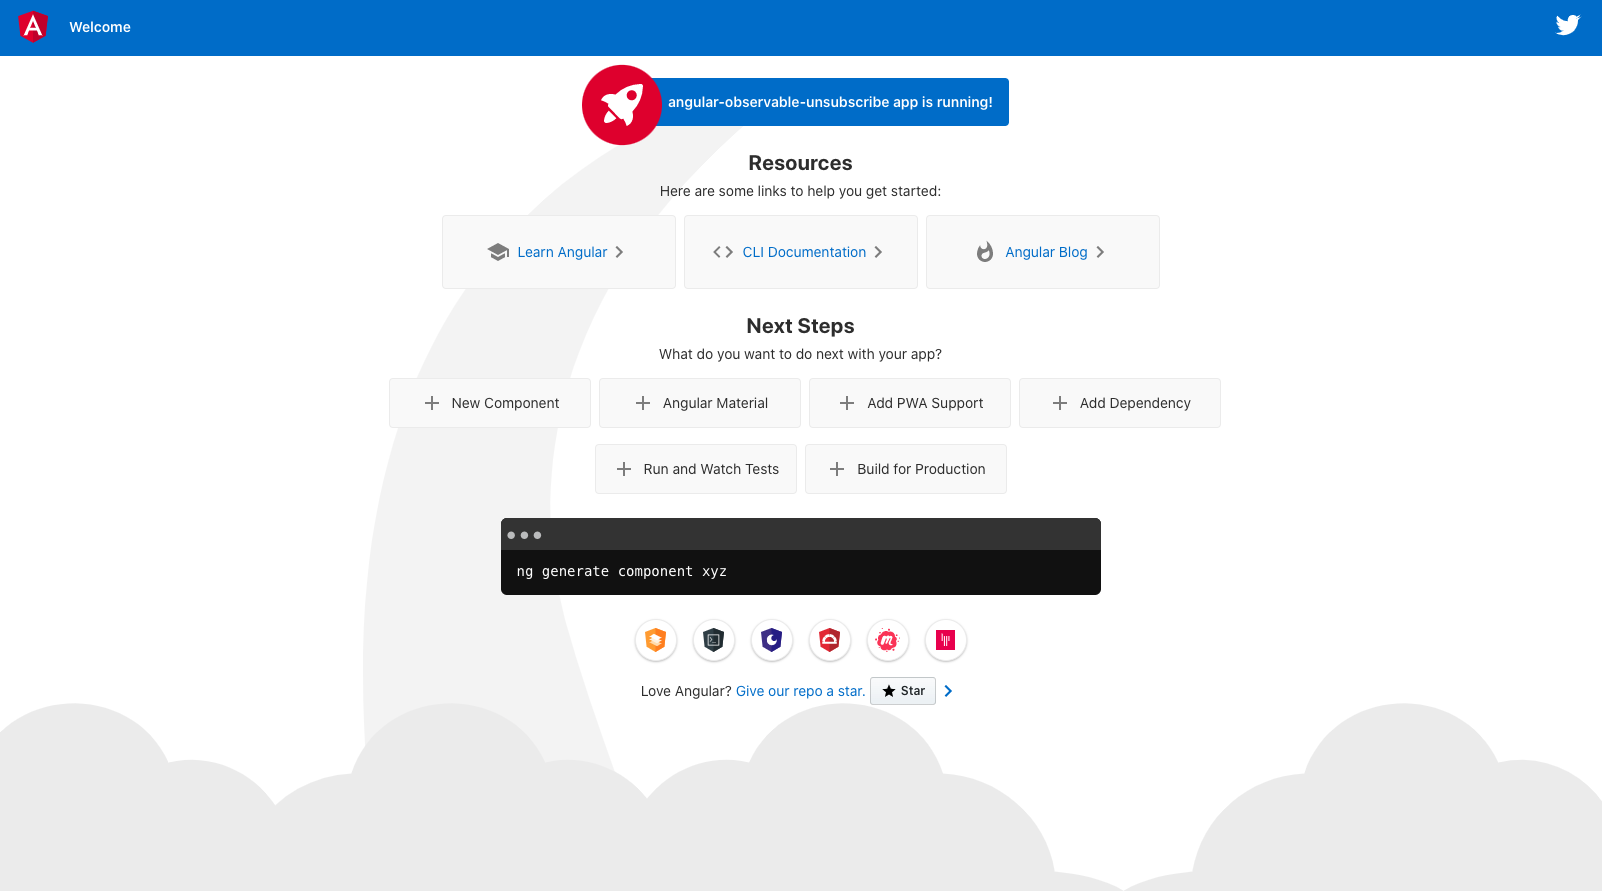 Welcome
angular-observable-unsubscribe app is running!
Resources
Here are some links to help you get started:
Learn Angular
CLI Documentation
Angular Blog
Next Steps
What do you want to do next with your app?
New Component
Angular Material
Add PWA Support
Add Dependency
Run and Watch Tests
Build for Production
ng generate component xyz
Love Angular? Give our repo a star. Star